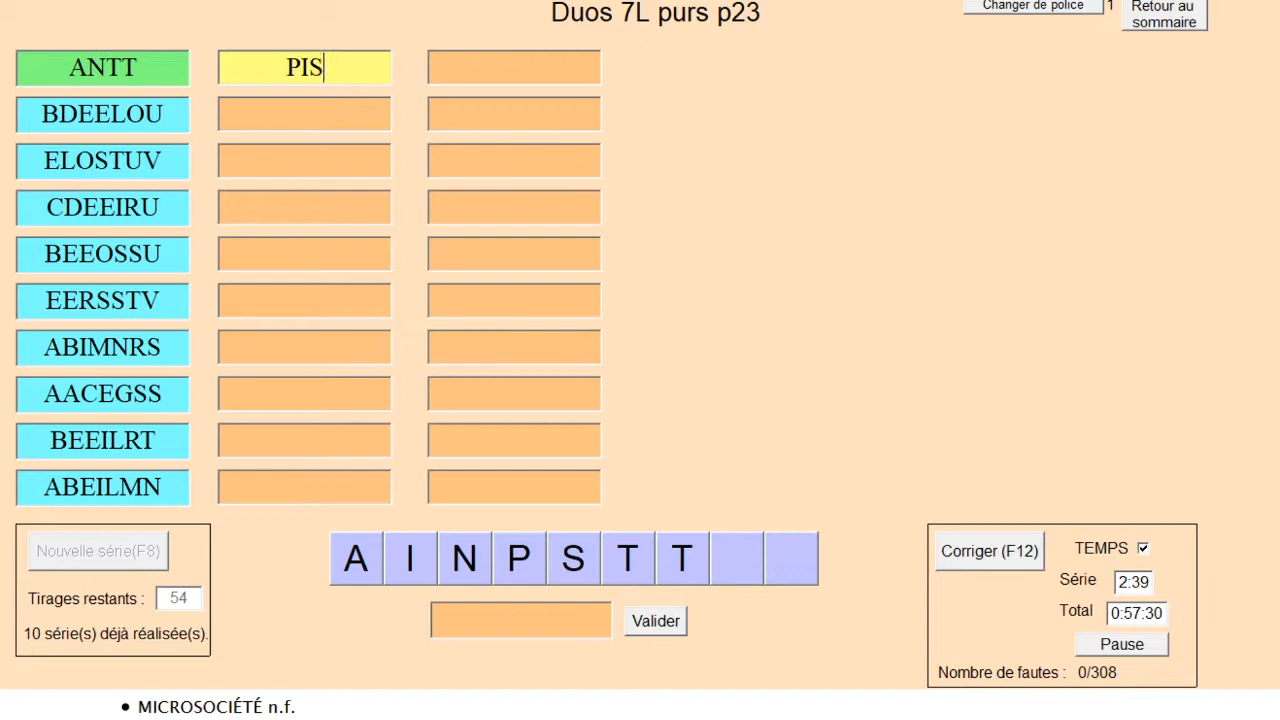 Duos 7L purs p23
Changer de police
1
Retour au
sommaire
ANTT
PIS
BDEELOU
ELOSTUV
CDEEIRU
BEEOSSU
EERSSTV
ABIMNRS
AACEGSS
BEEILRT
ABEILMN
Nouvelle série(F8)
Tirages restants : 54
10 série(s) déjà réalisée(s).
A I N P S T T
Valider
Corriger (F12)
TEMPS
Série 2:39
Total 0:57:30
Pause
Nombre de fautes : 0/308
• MICROSOCIÉTÉ n.f.